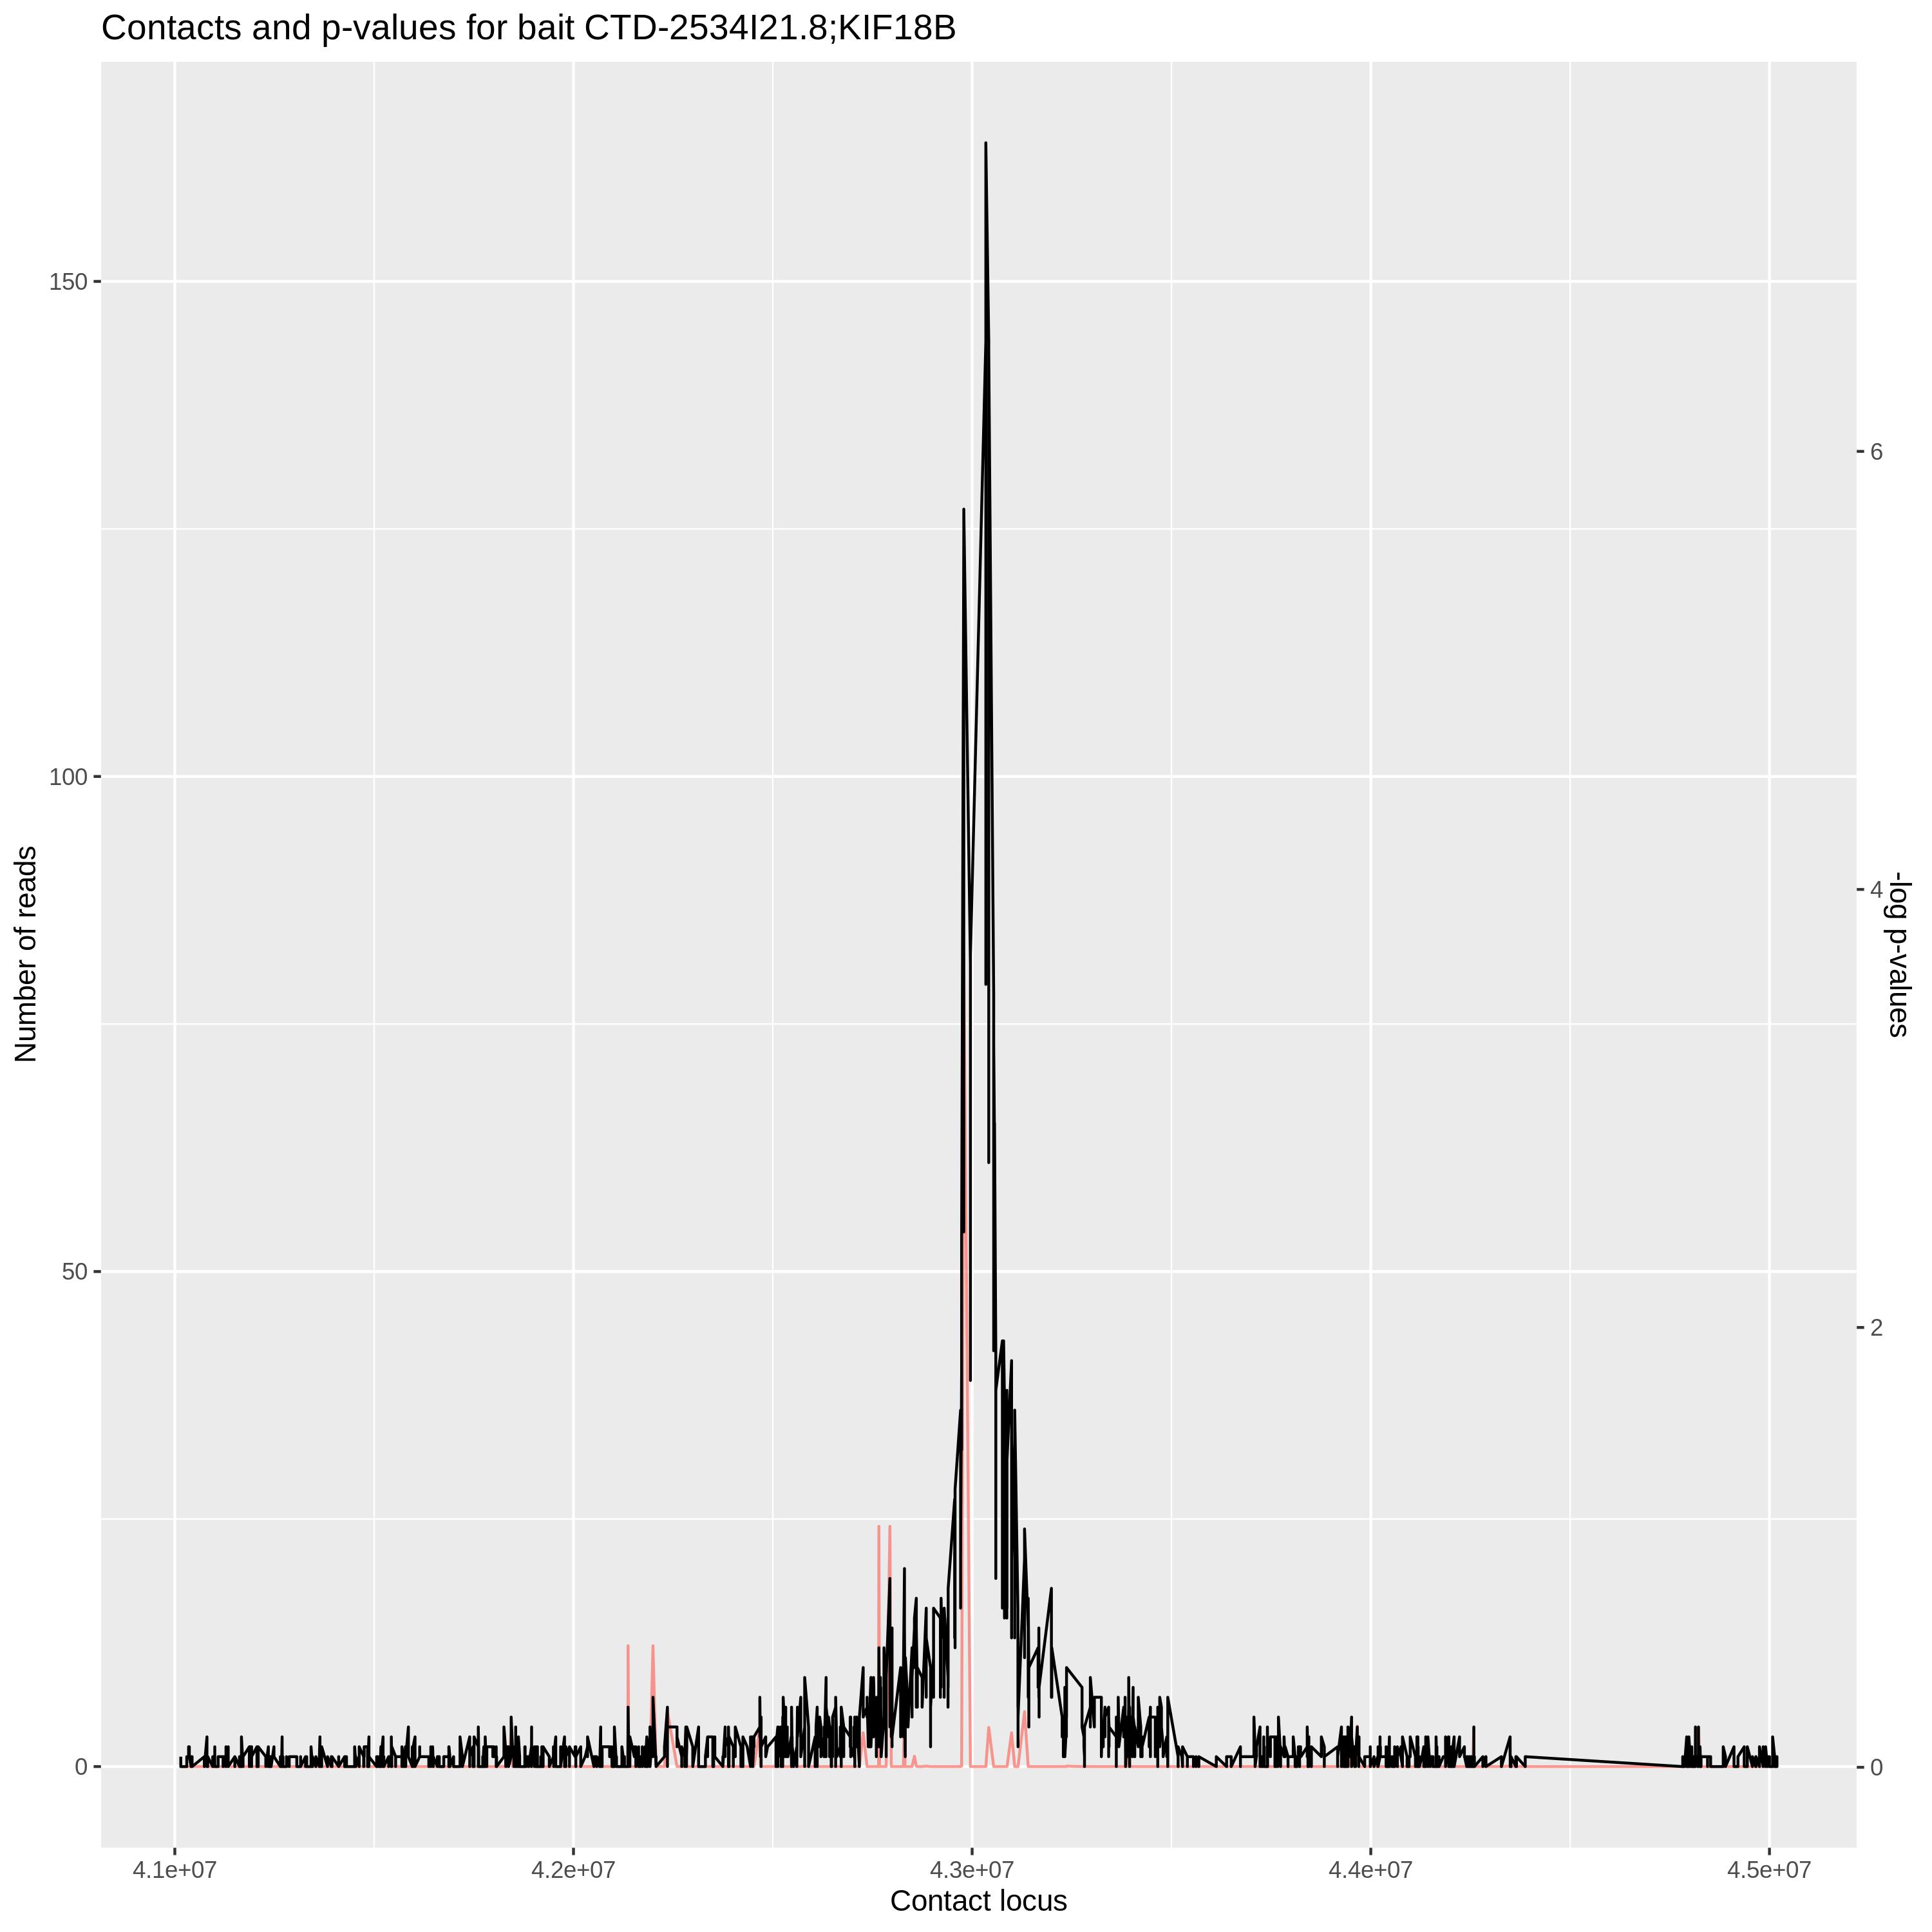 Contacts and p-values for bait CTD-2534I21.8;KIF18B
150
100
50
0
Number of reads
6
4
2
0
-log p-values
4.1e+07
4.2e+07
4.3e+07
4.4e+07
4.5e+07
Contact locus